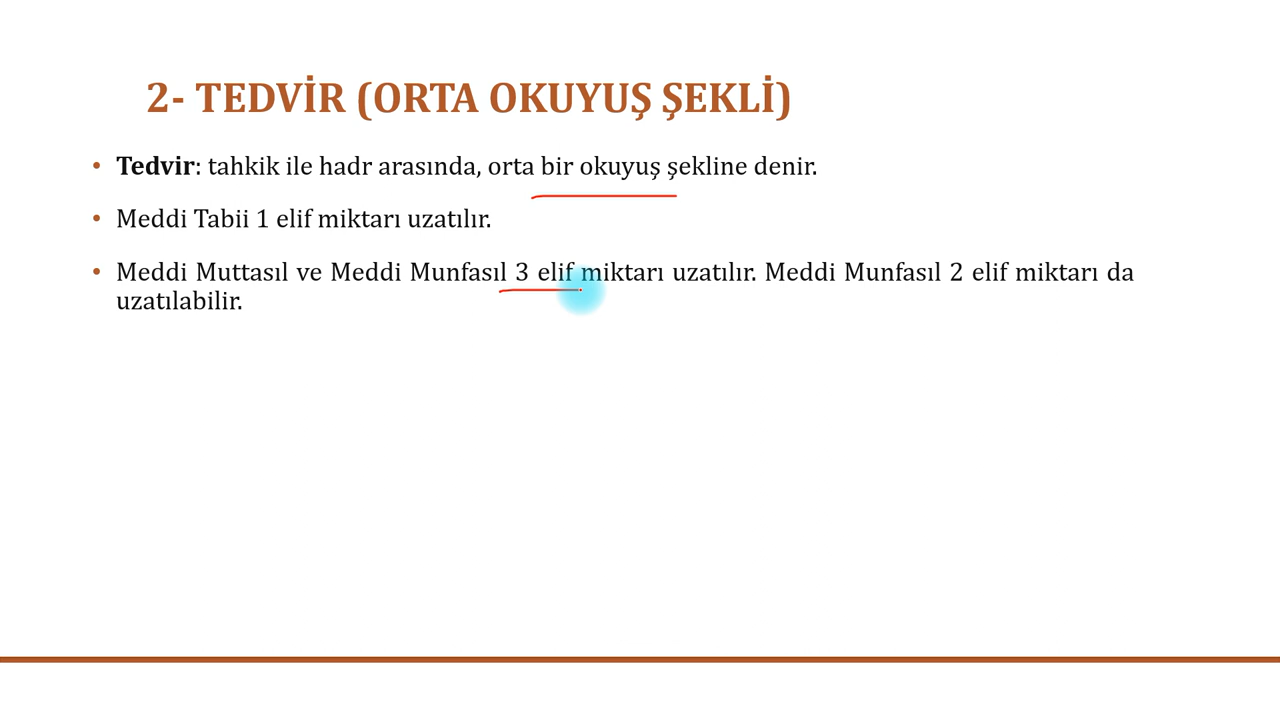 2- TEDVİR (ORTA OKUYUŞ ŞEKLİ)
• Tedvir: tahkik ile hadr arasında, orta bir okuyuş şekline denir.
• Meddi Tabii 1 elif miktarı uzatılır.
• Meddi Muttasıl ve Meddi Munfasıl 3 elif miktarı uzatılır. Meddi Munfasıl 2 elif miktarı da
uzatılabilir.